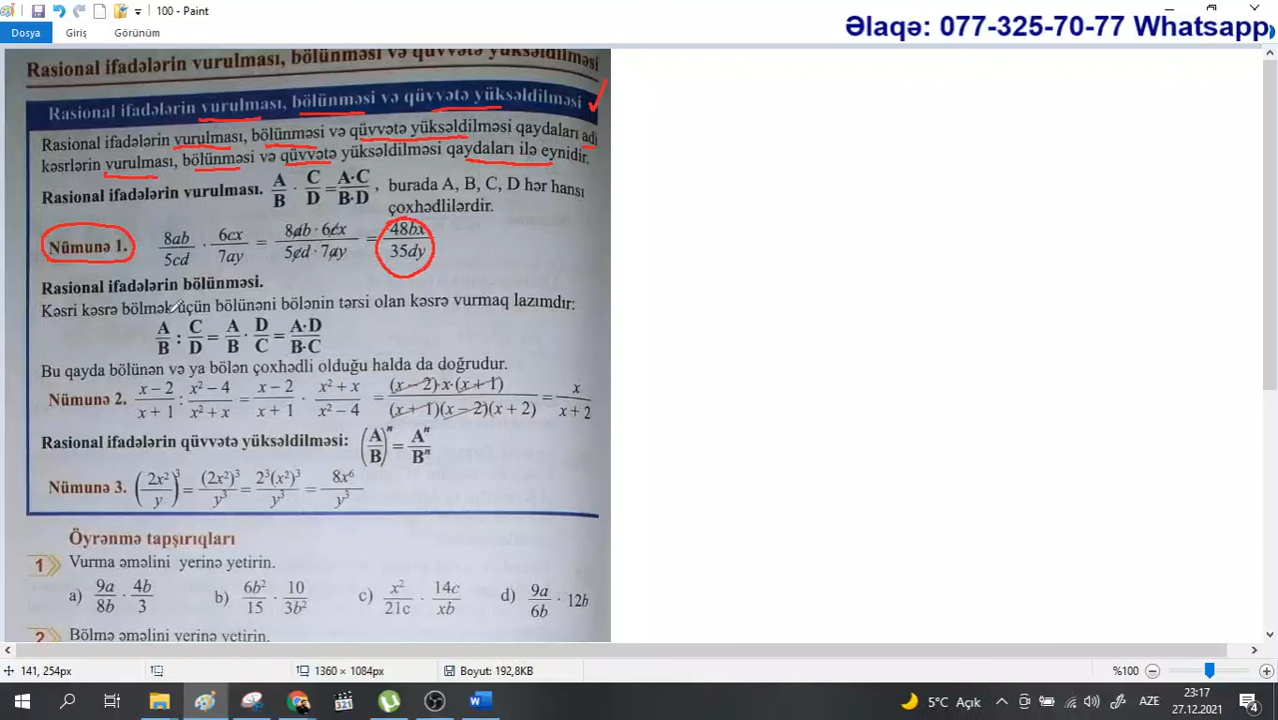 100 - Paint
Əlaqə: 077-325-70-77 Whatsapp
Dosya Giriş Görünüm
Rasional ifadələrin vurulması, bölünməsi və qüvvətə yüksəldilməsi
Rasional ifadələrin vurulması, bölünməsi və qüvvətə yüksəldilməsi
Rasional ifadələrin vurulması, bölünməsi və qüvvətə yüksəldilməsi qaydaları adi
kəsrlərin vurulması, bölünməsi və qüvvətə yüksəldilməsi qaydaları ilə eynidir.
Rasional ifadələrin vurulması. A/B · C/D = A·C/B·D, burada A, B, C, D hər hansı
çoxhədlilərdir.
Nümunə 1. 8ab/5cd · 6cx/7ay = 8ab · 6cx/5cd · 7ay = 48bx/35dy
Rasional ifadələrin bölünməsi.
Kəsri kəsrə bölmək üçün bölünəni bölənin tərsi olan kəsrə vurmaq lazımdır:
A/B : C/D = A/B · D/C = A·D/B·C
Bu qayda bölünən və ya bölən çoxhədli olduğu halda da doğrudur.
Nümunə 2. x – 2/x + 1 : x² – 4/x² + x = x – 2/x + 1 · x² + x/x² – 4 = (x – 2)·x·(x + 1)/(x + 1)(x – 2)(x + 2) = x/x + 2
Rasional ifadələrin qüvvətə yüksəldilməsi: (A/B)ⁿ = Aⁿ/Bⁿ
Nümunə 3. (2x²/y)³ = (2x²)³/y³ = 2³(x²)³/y³ = 8x⁶/y³
Öyrənmə tapşırıqları
1 Vurma əməlini yerinə yetirin.
a) 9a/8b · 4b/3 b) 6b²/15 · 10/3b² c) x²/21c · 14c/xb d) 9a/6b · 12b
2 Bölmə əməlini yerinə yetirin.
141, 254px 1360 × 1084px Boyut: 192,8KB %100
5°C Açık AZE 23:17
27.12.2021 4